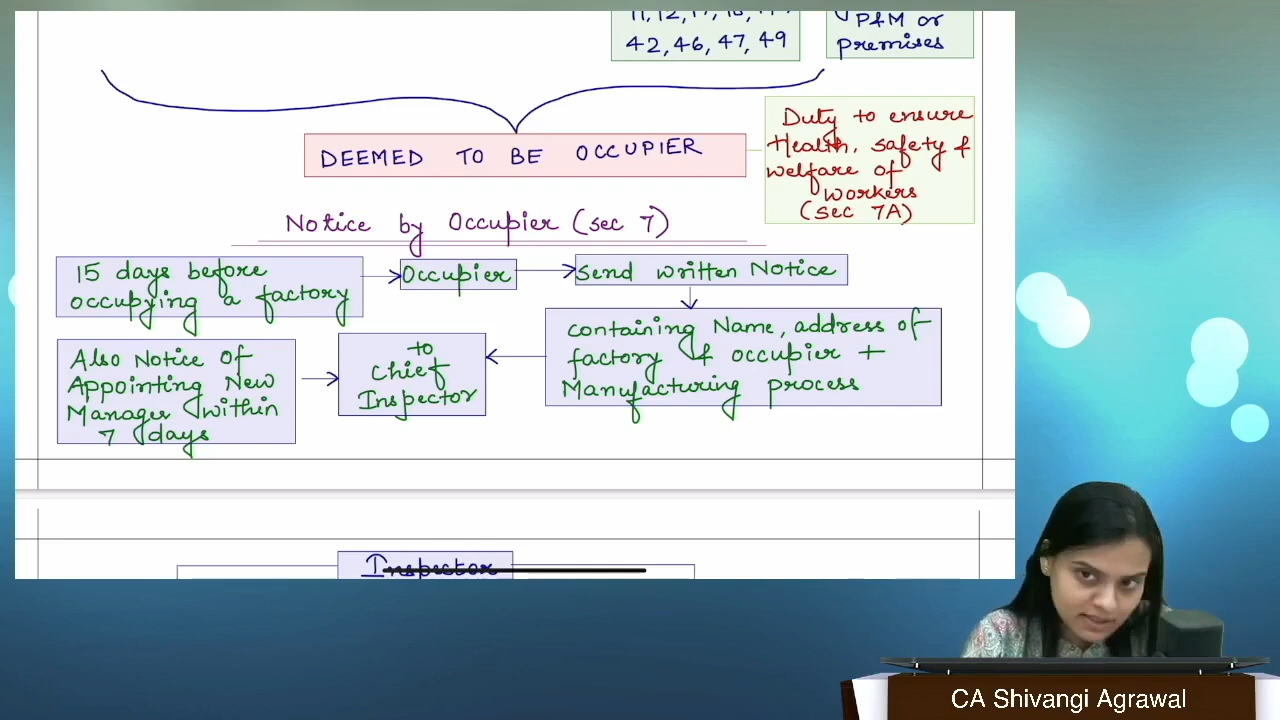 42, 46, 47, 49
P&M or
premises
DEEMED TO BE OCCUPIER
Duty to ensure
Health, safety &
welfare of
workers
(sec 7A)
Notice by Occupier (sec 7)
15 days before
occupying a factory
Occupier
Send written Notice
containing Name, address of
factory & occupier +
Manufacturing process
to
Chief
Inspector
Also Notice of
Appointing New
Manager within
7 days
Inspector
CA Shivangi Agrawal